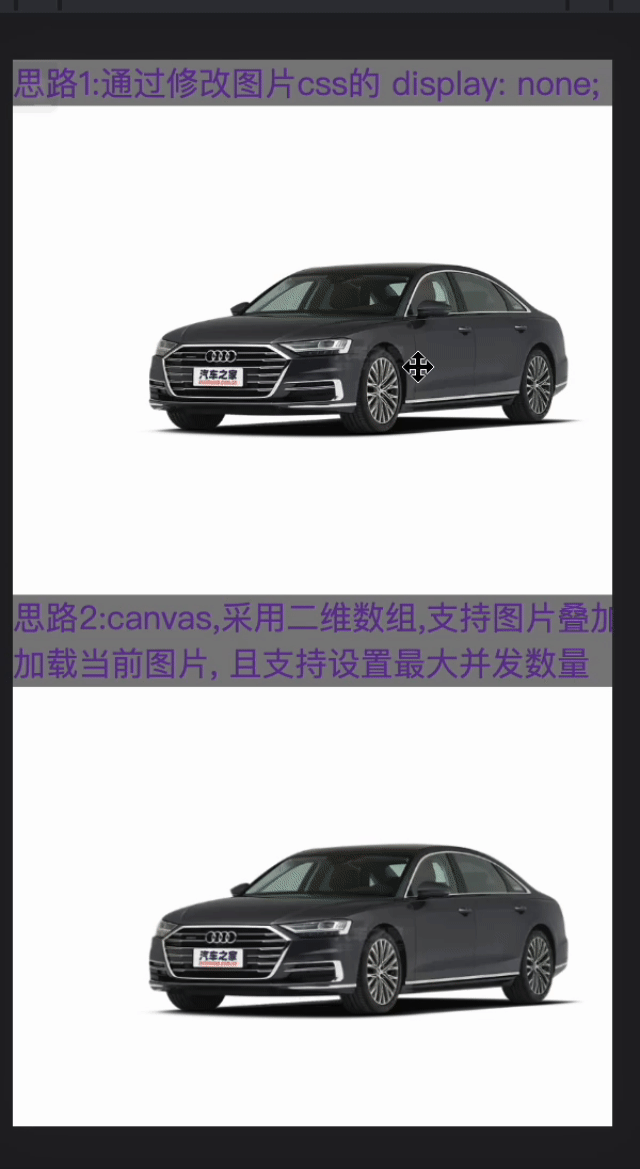 思路1:通过修改图片css的 display: none;
汽车之家
思路2:canvas,采用二维数组,支持图片叠加
加载当前图片, 且支持设置最大并发数量
汽车之家